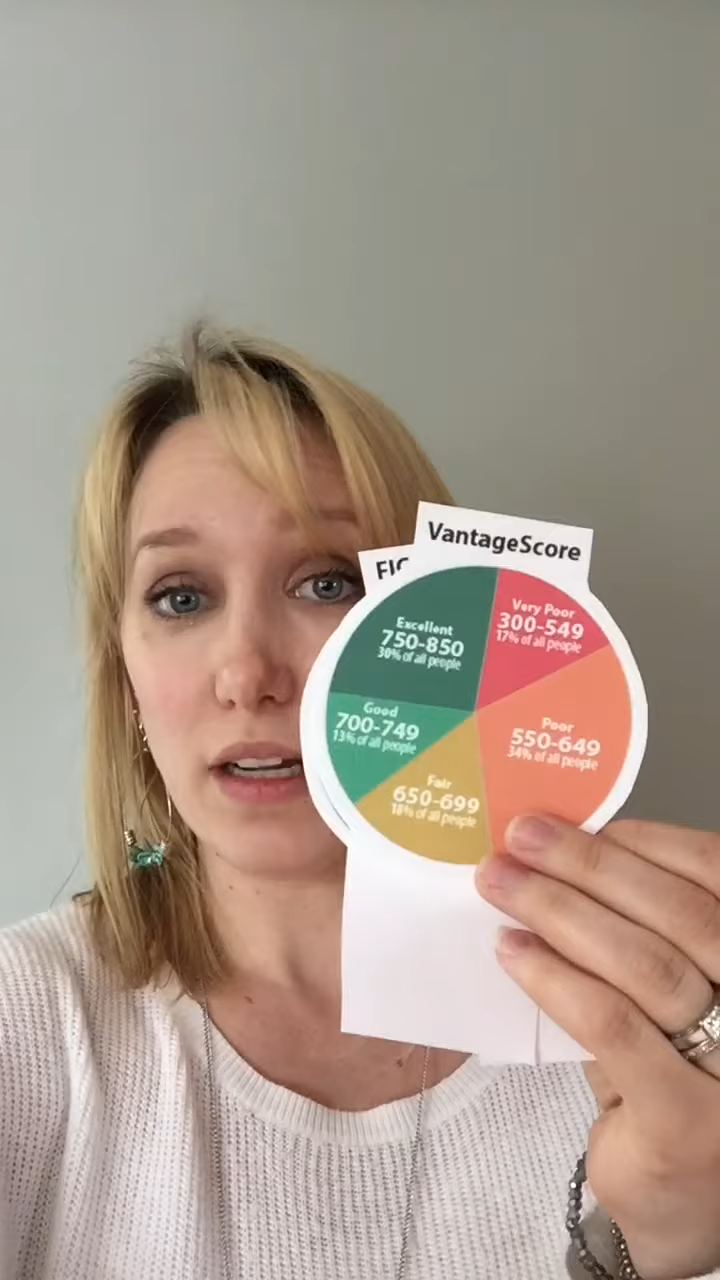 VantageScore
FIC
Excellent
750-850
30% of all people
Very Poor
300-549
17% of all people
Good
700-749
13% of all people
Poor
550-649
34% of all people
Fair
650-699
18% of all people